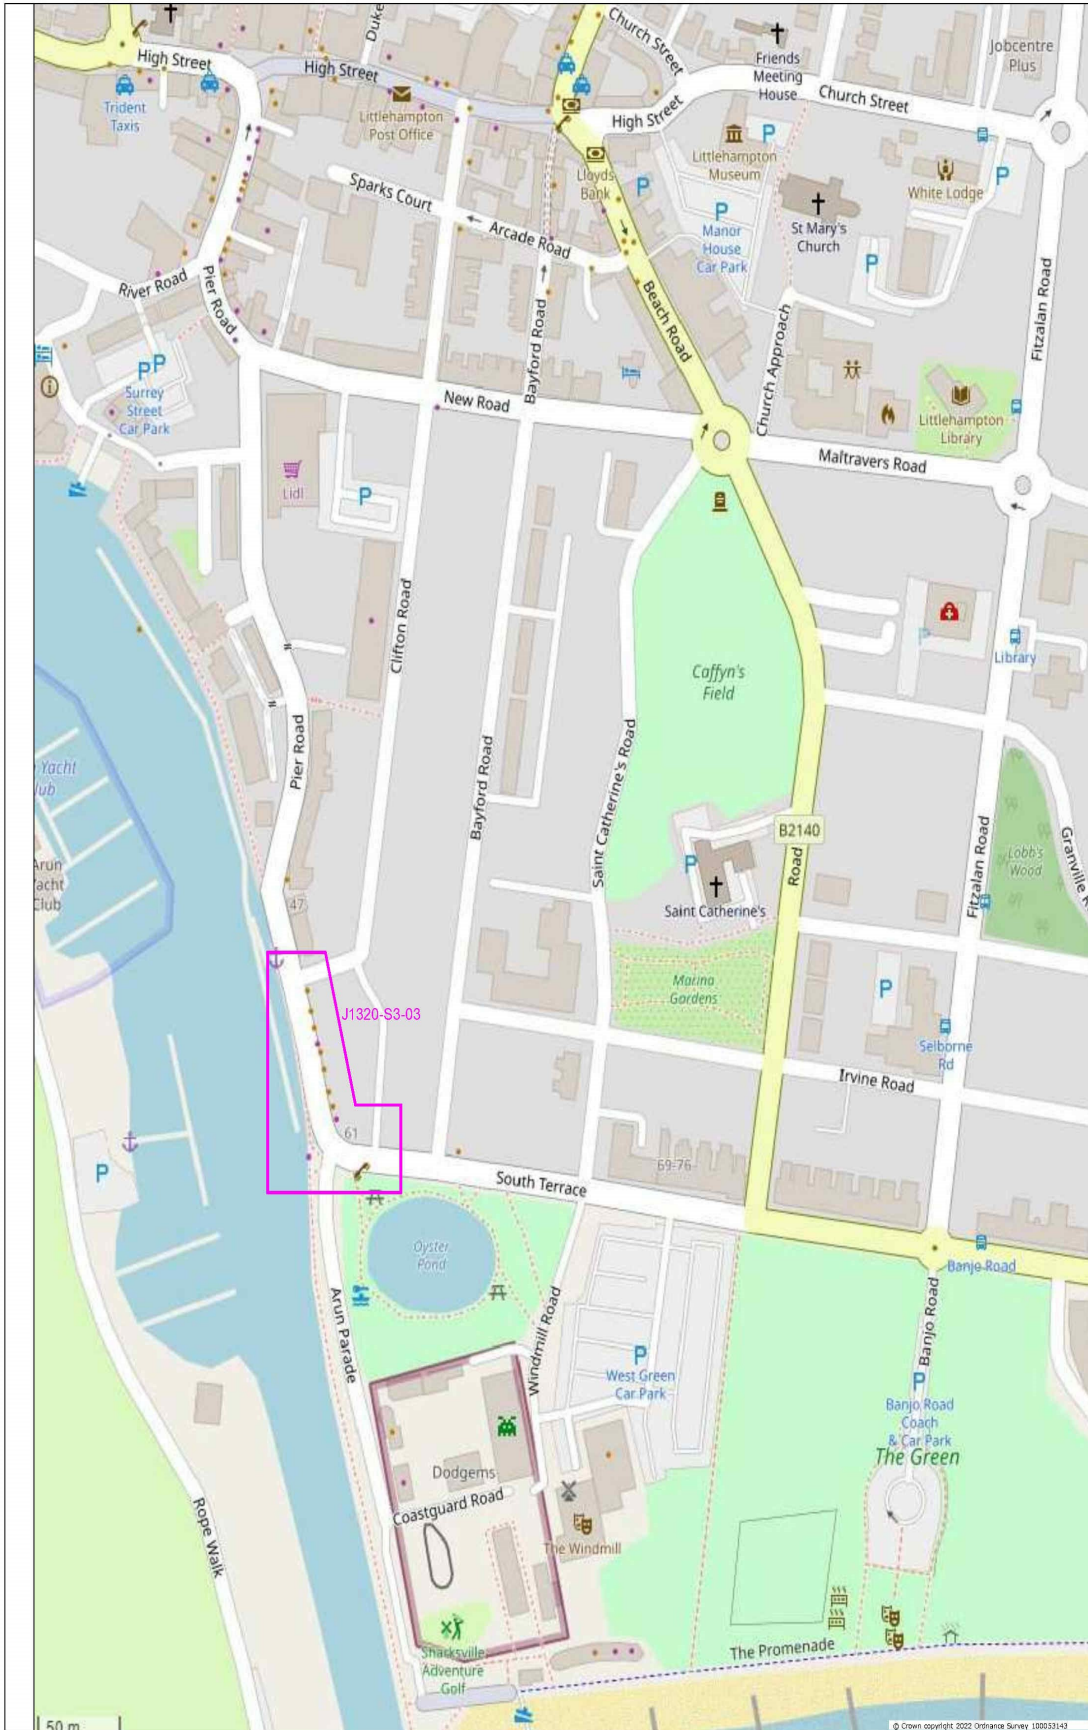 Duke
High Street
High Street
Church Street
Friends
Meeting
House
Jobcentre
Plus
Church Street
Trident
Taxis
Littlehampton
Post Office
High Street
Littlehampton
Museum
Lloyds
Bank
White Lodge
Sparks Court
Manor
House
Car Park
St Mary's
Church
Arcade Road
River Road
Pier Road
Beach Road
Bayford Road
Church Approach
Fitzalan Road
Surrey
Street
Car Park
New Road
Littlehampton
Library
Maltravers Road
Lidl
Clifton Road
Library
Caffyn's
Field
Pier Road
Bayford Road
Saint Catherine's Road
Yacht
lub
B2140
Road
Fitzalan Road
Lobb's
Wood
Granville R
Arun
Yacht
Club
47
Saint Catherine's
Marina
Gardens
J1320-S3-03
Selborne
Rd
Irvine Road
61
69-76
South Terrace
Oyster
Pond
Banjo Road
Arun Parade
Windmill Road
West Green
Car Park
Banjo Road
Banjo Road
Coach
& Car Park
The Green
Dodgems
Coastguard Road
The Windmill
Rope Walk
Sharksville
Adventure
Golf
The Promenade
50 m
© Crown copyright 2022 Ordnance Survey 100053143